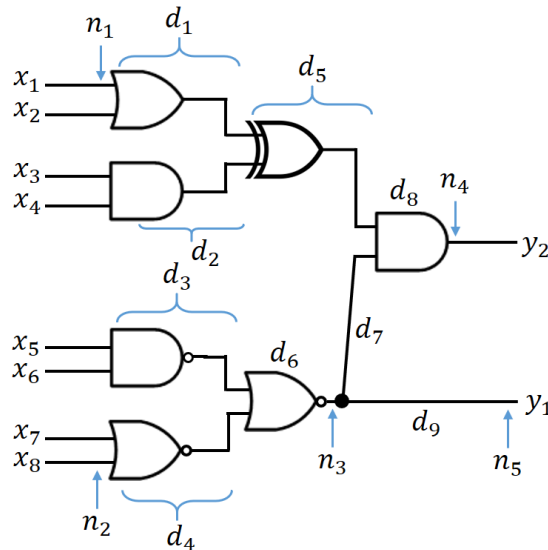 d₁
n₁
x₁
x₂
d₅
x₃
x₄
d₈
n₄
y₂
d₂
d₃
x₅
x₆
d₆
d₇
y₁
x₇
x₈
d₉
n₃
n₅
n₂
d₄